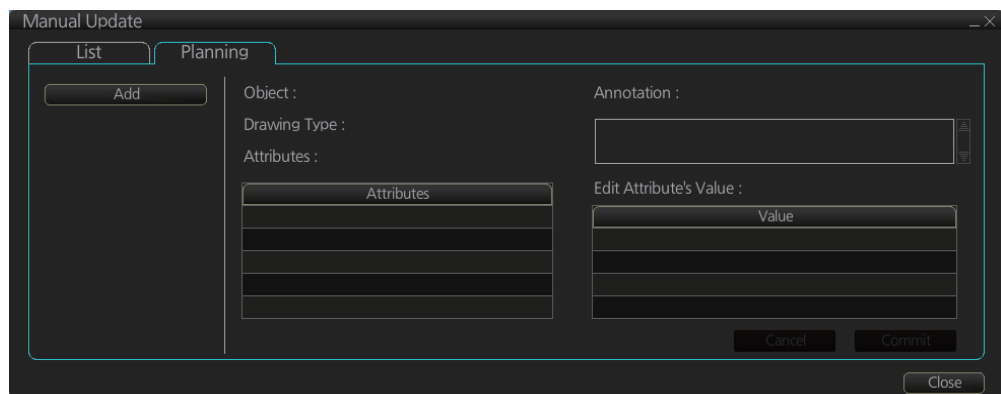 Manual Update
List
Planning
Add
Object :
Annotation :
Drawing Type :
Attributes :
Attributes
Edit Attribute's Value :
Value
Cancel
Commit
Close